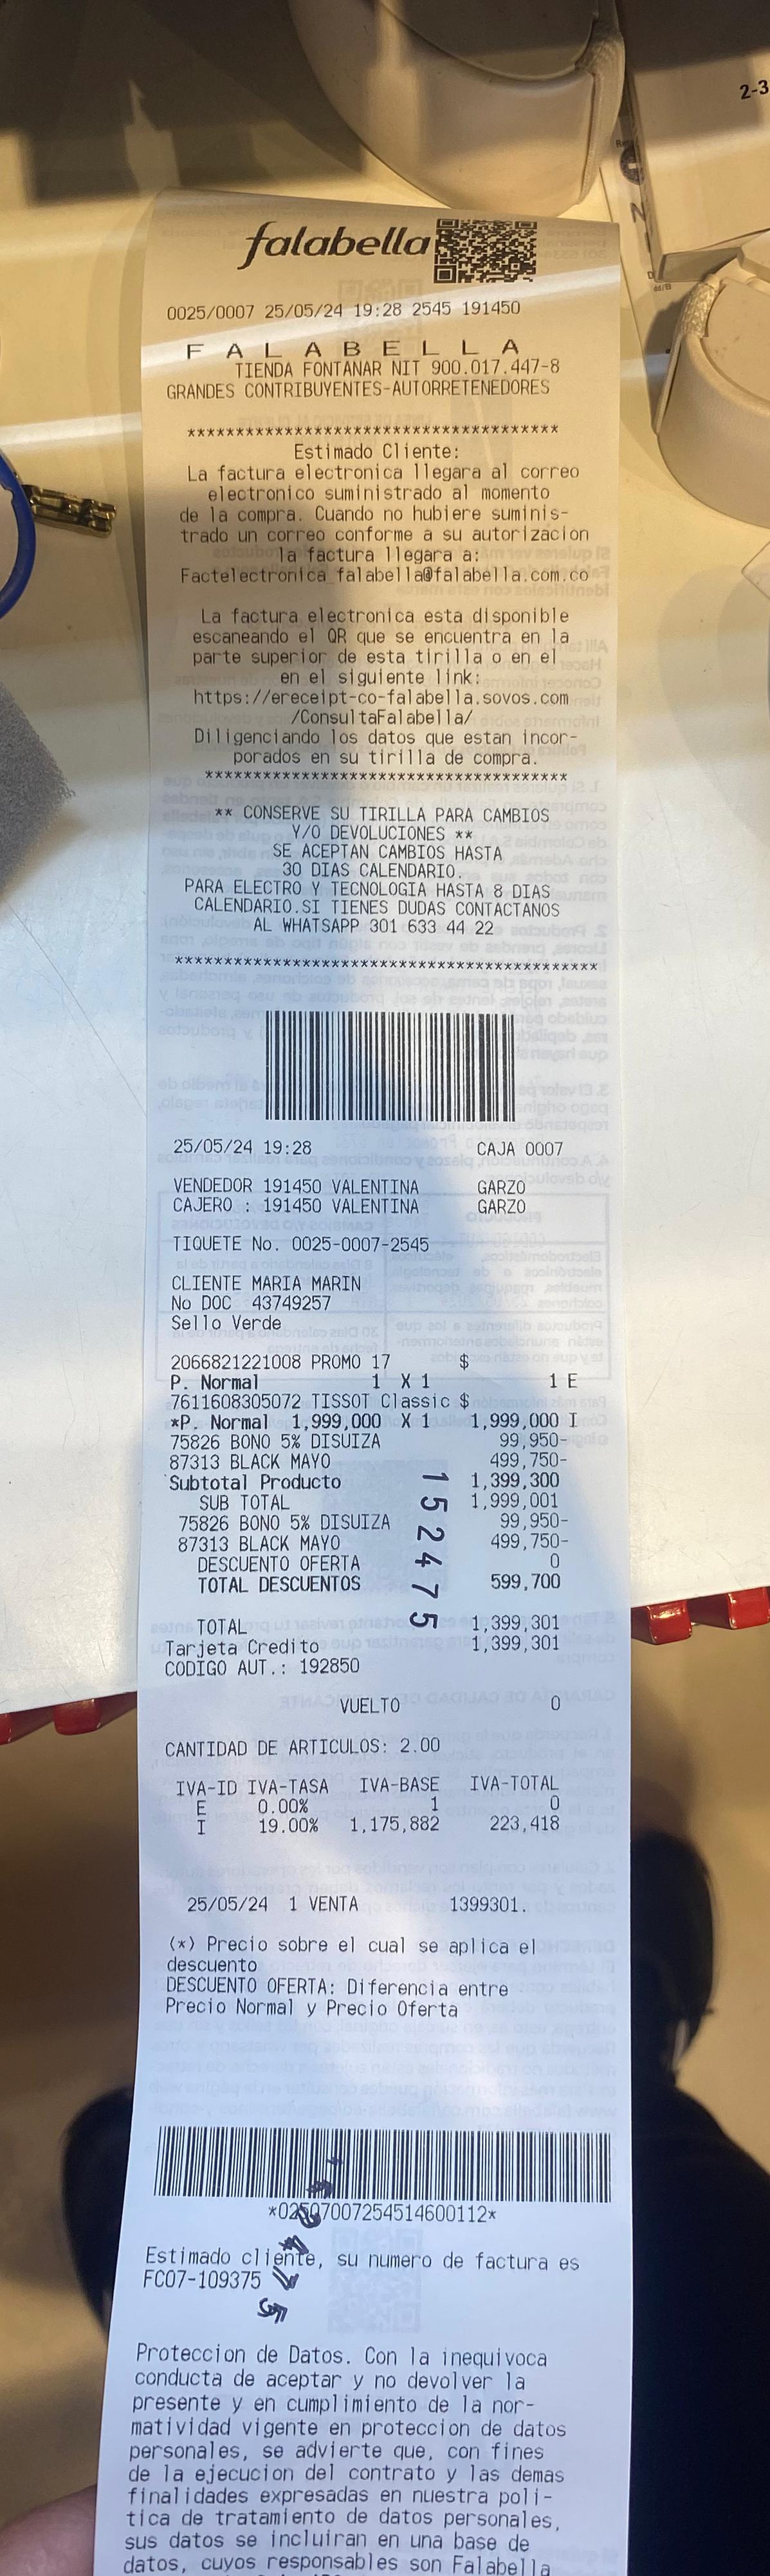 2-3
falabella
0025/0007 25/05/24 19:28 2545 191450
F A L A B E L L A
TIENDA FONTANAR NIT 900.017.447-8
GRANDES CONTRIBUYENTES-AUTORRETENEDORES
**************************************
Estimado Cliente:
La factura electronica llegara al correo
electronico suministrado al momento
de la compra. Cuando no hubiere suminis-
trado un correo conforme a su autorizacion
la factura llegara a:
Factelectronica_falabella@falabella.com.co
La factura electronica esta disponible
escaneando el QR que se encuentra en la
parte superior de esta tirilla o en el
en el siguiente link:
https://ereceipt-co-falabella.sovos.com
/ConsultaFalabella/
Diligenciando los datos que estan incor-
porados en su tirilla de compra.
*************************************
** CONSERVE SU TIRILLA PARA CAMBIOS
Y/O DEVOLUCIONES **
SE ACEPTAN CAMBIOS HASTA
30 DIAS CALENDARIO.
PARA ELECTRO Y TECNOLOGIA HASTA 8 DIAS
CALENDARIO.SI TIENES DUDAS CONTACTANOS
AL WHATSAPP 301 633 44 22
*******************************************
25/05/24 19:28 CAJA 0007
VENDEDOR 191450 VALENTINA GARZO
CAJERO : 191450 VALENTINA GARZO
TIQUETE No. 0025-0007-2545
CLIENTE MARIA MARIN
No DOC 43749257
Sello Verde
2066821221008 PROMO 17 $
P. Normal 1 X 1 1 E
7611608305072 TISSOT Classic $
*P. Normal 1,999,000 X 1 1,999,000 I
75826 BONO 5% DISUIZA 99,950-
87313 BLACK MAYO 499,750-
Subtotal Producto 1,399,300
SUB TOTAL 1,999,001
75826 BONO 5% DISUIZA 99,950-
87313 BLACK MAYO 499,750-
DESCUENTO OFERTA 0
TOTAL DESCUENTOS 599,700
152475
TOTAL 1,399,301
Tarjeta Credito 1,399,301
CODIGO AUT.: 192850
VUELTO 0
CANTIDAD DE ARTICULOS: 2.00
IVA-ID IVA-TASA IVA-BASE IVA-TOTAL
E 0.00% 1 0
I 19.00% 1,175,882 223,418
25/05/24 1 VENTA 1399301.
(*) Precio sobre el cual se aplica el
descuento
DESCUENTO OFERTA: Diferencia entre
Precio Normal y Precio Oferta
*02507007254514600112*
Estimado cliente, su numero de factura es
FC07-109375
Proteccion de Datos. Con la inequivoca
conducta de aceptar y no devolver la
presente y en cumplimiento de la nor-
matividad vigente en proteccion de datos
personales, se advierte que, con fines
de la ejecucion del contrato y las demas
finalidades expresadas en nuestra poli-
tica de tratamiento de datos personales,
sus datos se incluiran en una base de
datos, cuyos responsables son Falabella